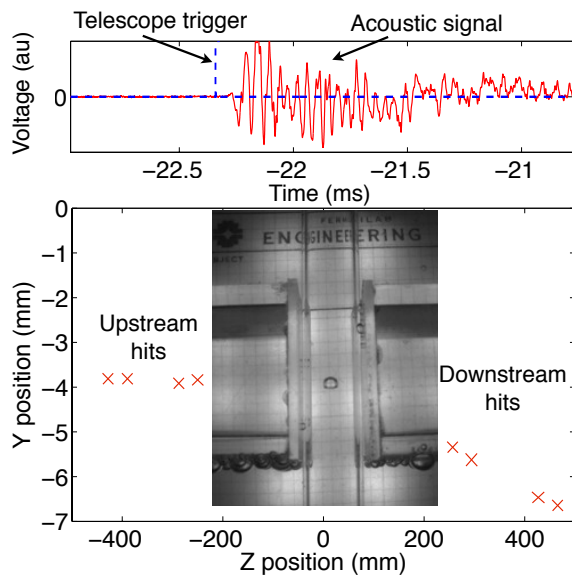 Telescope trigger
Acoustic signal
Voltage (au)
0
−22.5
−22
−21.5
−21
Time (ms)
Y position (mm)
0
−1
−2
−3
−4
−5
−6
−7
Upstream
hits
Downstream
hits
ENGINEERING
−400
−200
0
200
400
Z position (mm)